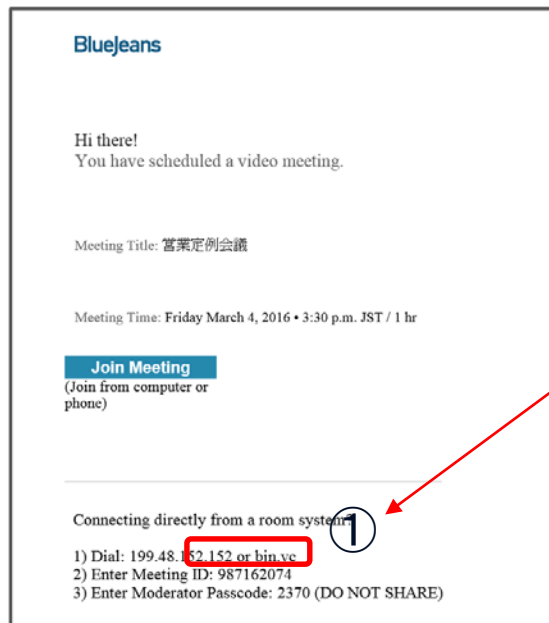 BlueJeans
Hi there!
You have scheduled a video meeting.
Meeting Title: 営業定例会議
Meeting Time: Friday March 4, 2016 • 3:30 p.m. JST / 1 hr
Join Meeting
(Join from computer or
phone)
Connecting directly from a room system?
①
1) Dial: 199.48.152.152 or bjn.vc
2) Enter Meeting ID: 987162074
3) Enter Moderator Passcode: 2370 (DO NOT SHARE)